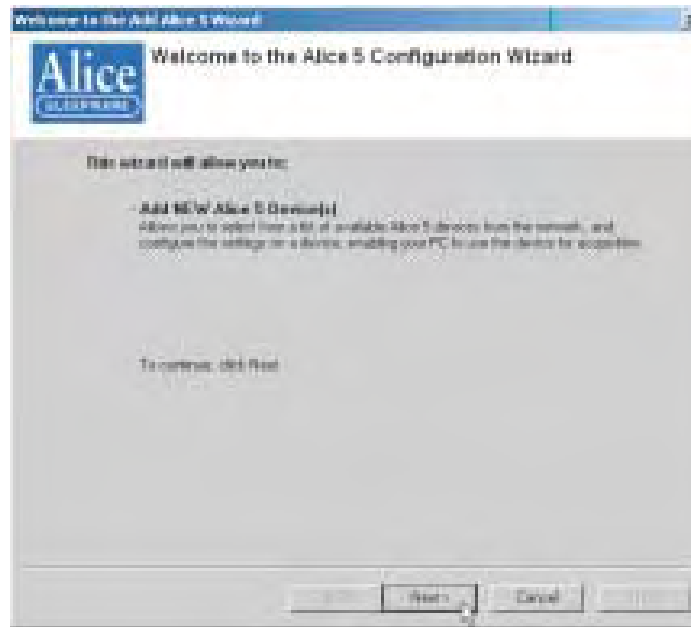 Welcome to the Add Alice 5 Wizard
Alice
SLEEPWARE
Welcome to the Alice 5 Configuration Wizard
This wizard will allow you to:
- Add NEW Alice 5 Device(s)
Allows you to select from a list of available Alice 5 devices from the network, and
configure the settings on a device, enabling your PC to use the device for acquisition.
To continue, click Next
Next >
Cancel